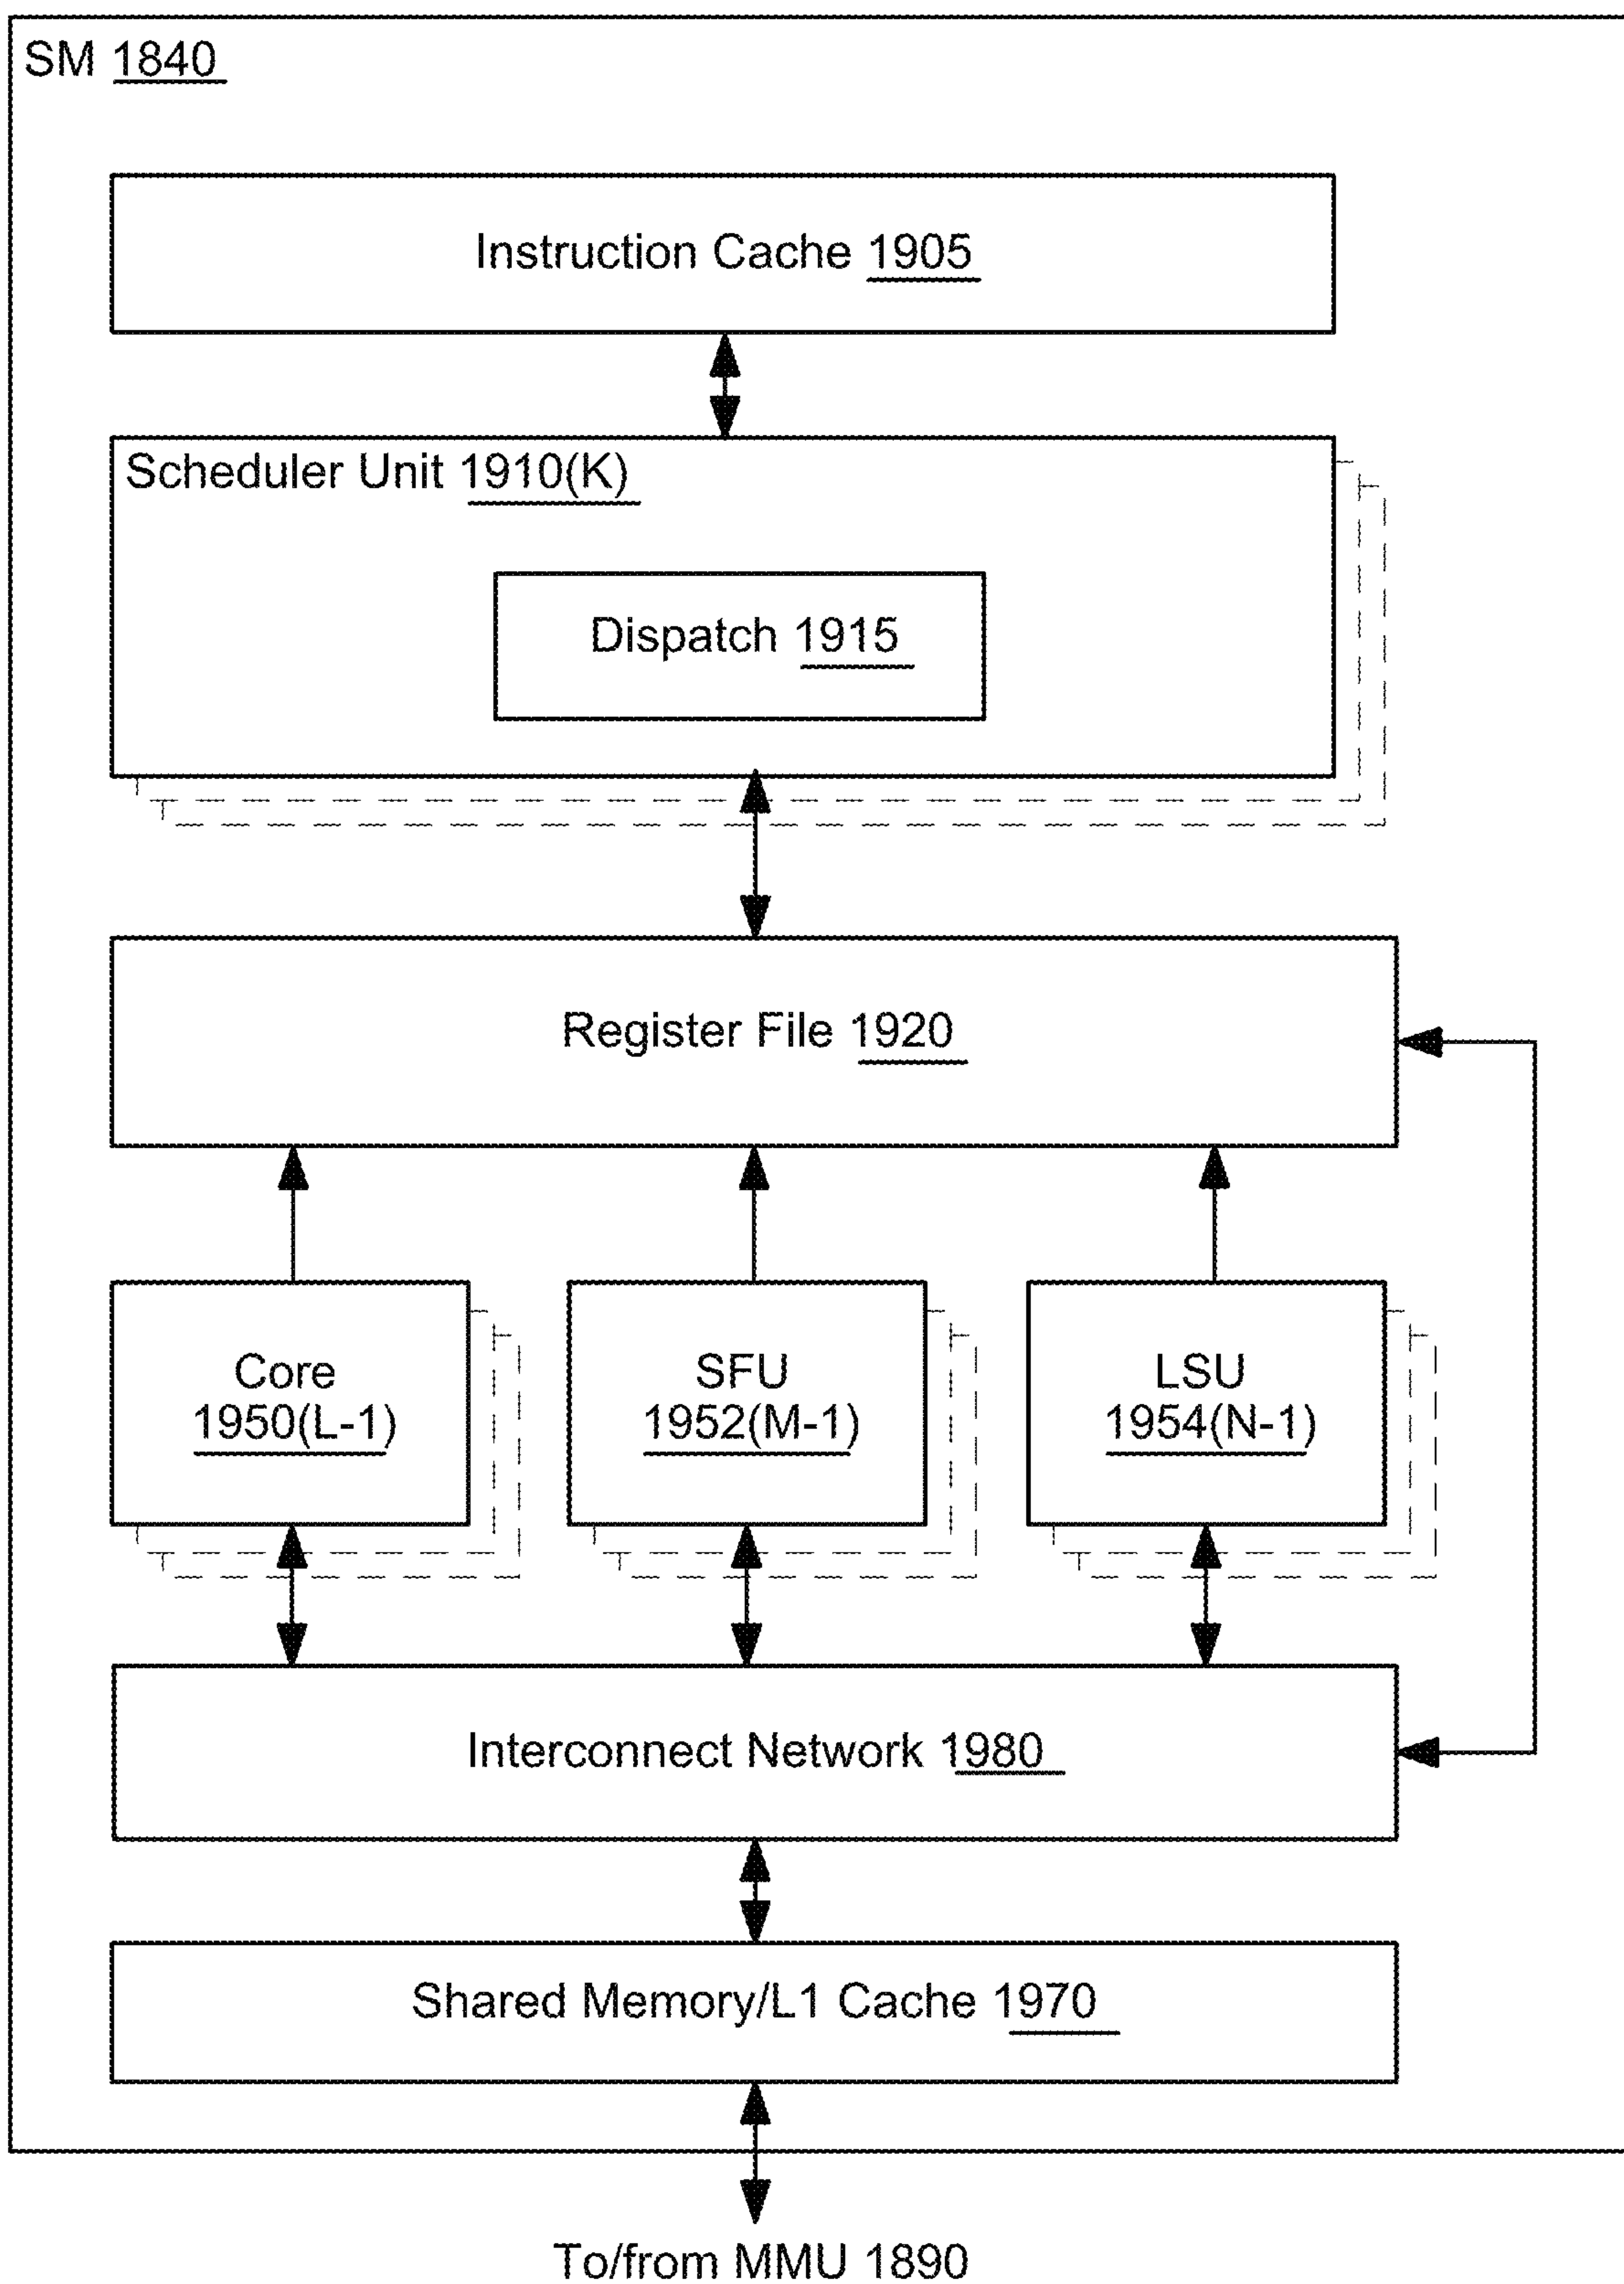 SM 1840
Instruction Cache 1905
Scheduler Unit 1910(K)
Dispatch 1915
Register File 1920
Core
1950(L-1)
SFU
1952(M-1)
LSU
1954(N-1)
Interconnect Network 1980
Shared Memory/L1 Cache 1970
To/from MMU 1890